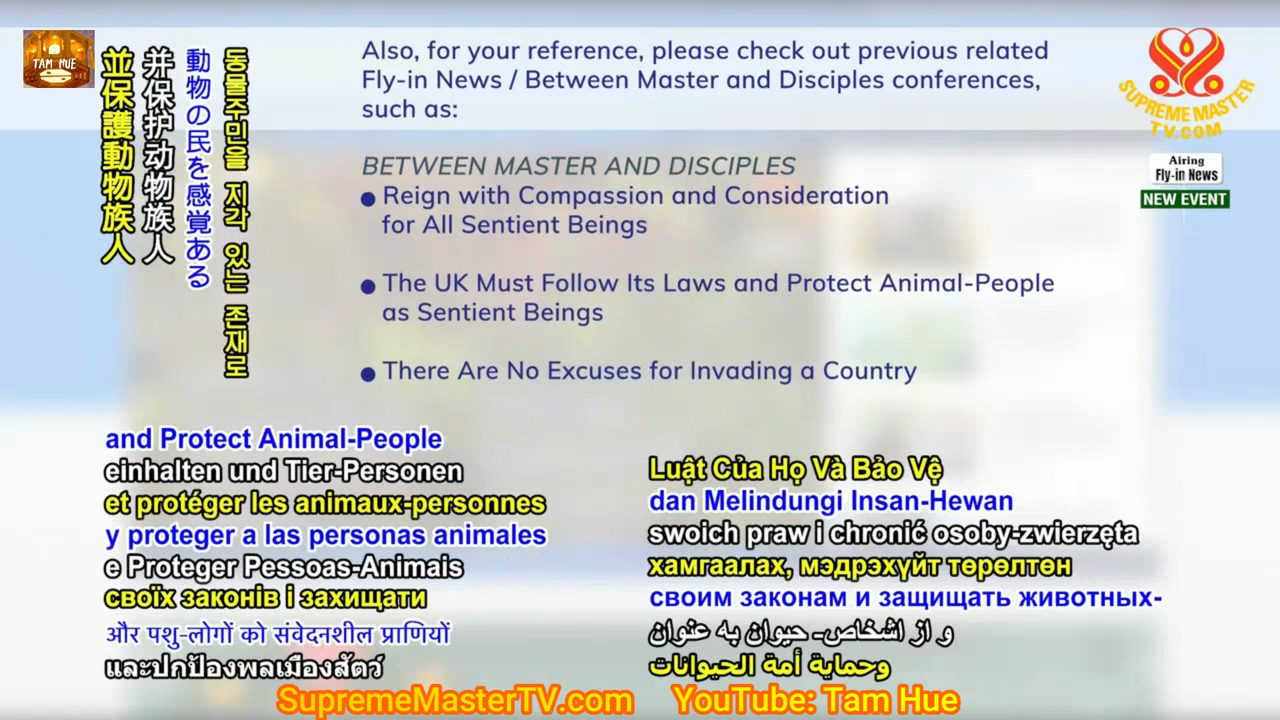 TAM HUE
並保護動物族人
并保护动物族人
動物の民を感覚ある
동물주민을 지각 있는 존재로
Also, for your reference, please check out previous related
Fly-in News / Between Master and Disciples conferences,
such as:
BETWEEN MASTER AND DISCIPLES
● Reign with Compassion and Consideration
for All Sentient Beings
● The UK Must Follow Its Laws and Protect Animal-People
as Sentient Beings
● There Are No Excuses for Invading a Country
SUPREME MASTER
TV.COM
Airing
Fly-in News
NEW EVENT
and Protect Animal-People
einhalten und Tier-Personen
et protéger les animaux-personnes
y proteger a las personas animales
e Proteger Pessoas-Animais
своїх законів і захищати
और पशु-लोगों को संवेदनशील प्राणियों
และปกป้องพลเมืองสัตว์
Luật Của Họ Và Bảo Vệ
dan Melindungi Insan-Hewan
swoich praw i chronić osoby-zwierzęta
хамгаалах, мэдрэхүйт төрөлтөн
своим законам и защищать животных-
و از اشخاص- حیوان به عنوان
وحماية أمة الحيوانات
SupremeMasterTV.com YouTube: Tam Hue